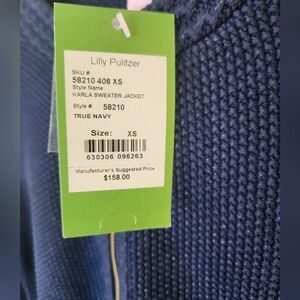 Lilly Pulitzer
SKU #:
58210 408 XS
Style Name:
KARLA SWEATER JACKET
Style #: 58210
TRUE NAVY
Size: XS
630306 096263
Manufacturer's Suggested Price
$158.00